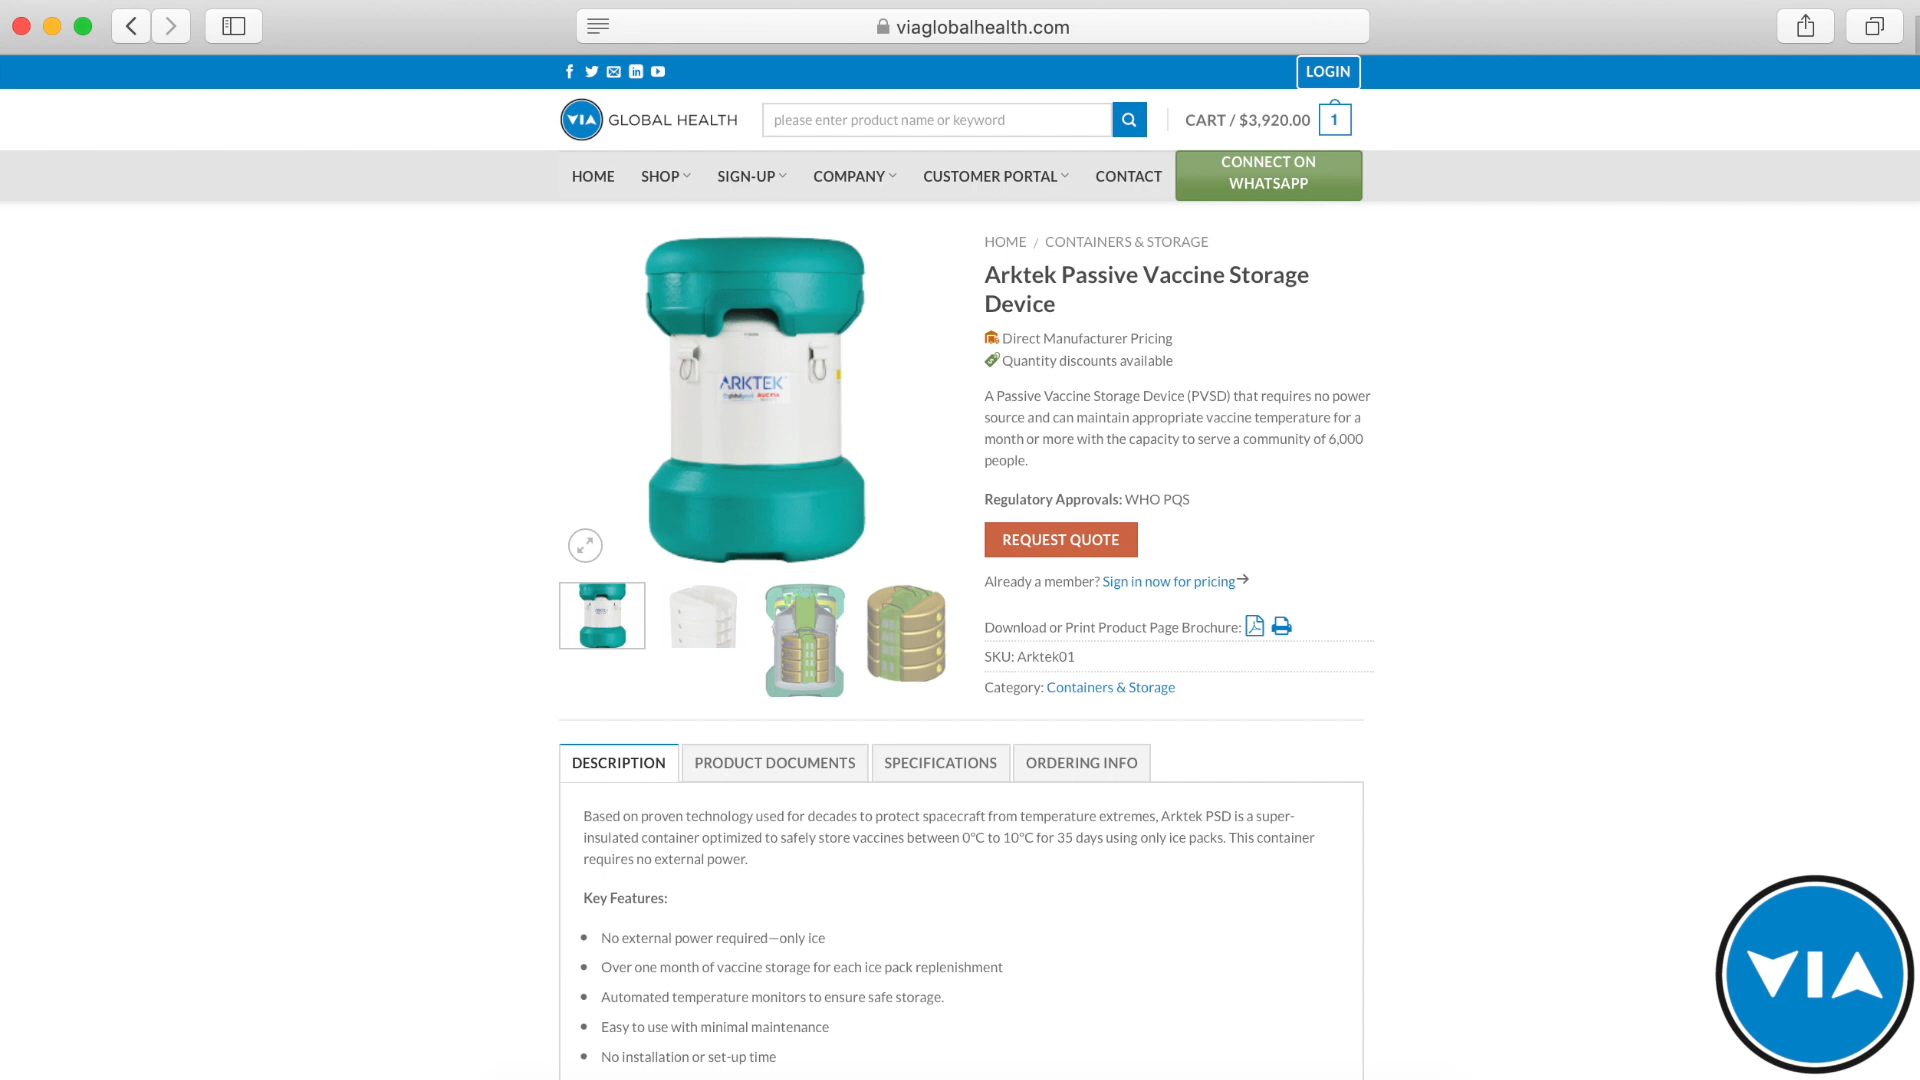 viaglobalhealth.com
LOGIN
VIA GLOBAL HEALTH
please enter product name or keyword
CART / $3,920.00 1
HOME SHOP SIGN-UP COMPANY CUSTOMER PORTAL CONTACT
CONNECT ON
WHATSAPP
HOME / CONTAINERS & STORAGE
Arktek Passive Vaccine Storage
Device
Direct Manufacturer Pricing
Quantity discounts available
A Passive Vaccine Storage Device (PVSD) that requires no power
source and can maintain appropriate vaccine temperature for a
month or more with the capacity to serve a community of 6,000
people.
Regulatory Approvals: WHO PQS
REQUEST QUOTE
Already a member? Sign in now for pricing
Download or Print Product Page Brochure:
SKU: Arktek01
Category: Containers & Storage
ARKTEK
DESCRIPTION PRODUCT DOCUMENTS SPECIFICATIONS ORDERING INFO
Based on proven technology used for decades to protect spacecraft from temperature extremes, Arktek PSD is a super-
insulated container optimized to safely store vaccines between 0°C to 10°C for 35 days using only ice packs. This container
requires no external power.
Key Features:
No external power required—only ice
Over one month of vaccine storage for each ice pack replenishment
Automated temperature monitors to ensure safe storage.
Easy to use with minimal maintenance
No installation or set-up time
VIA